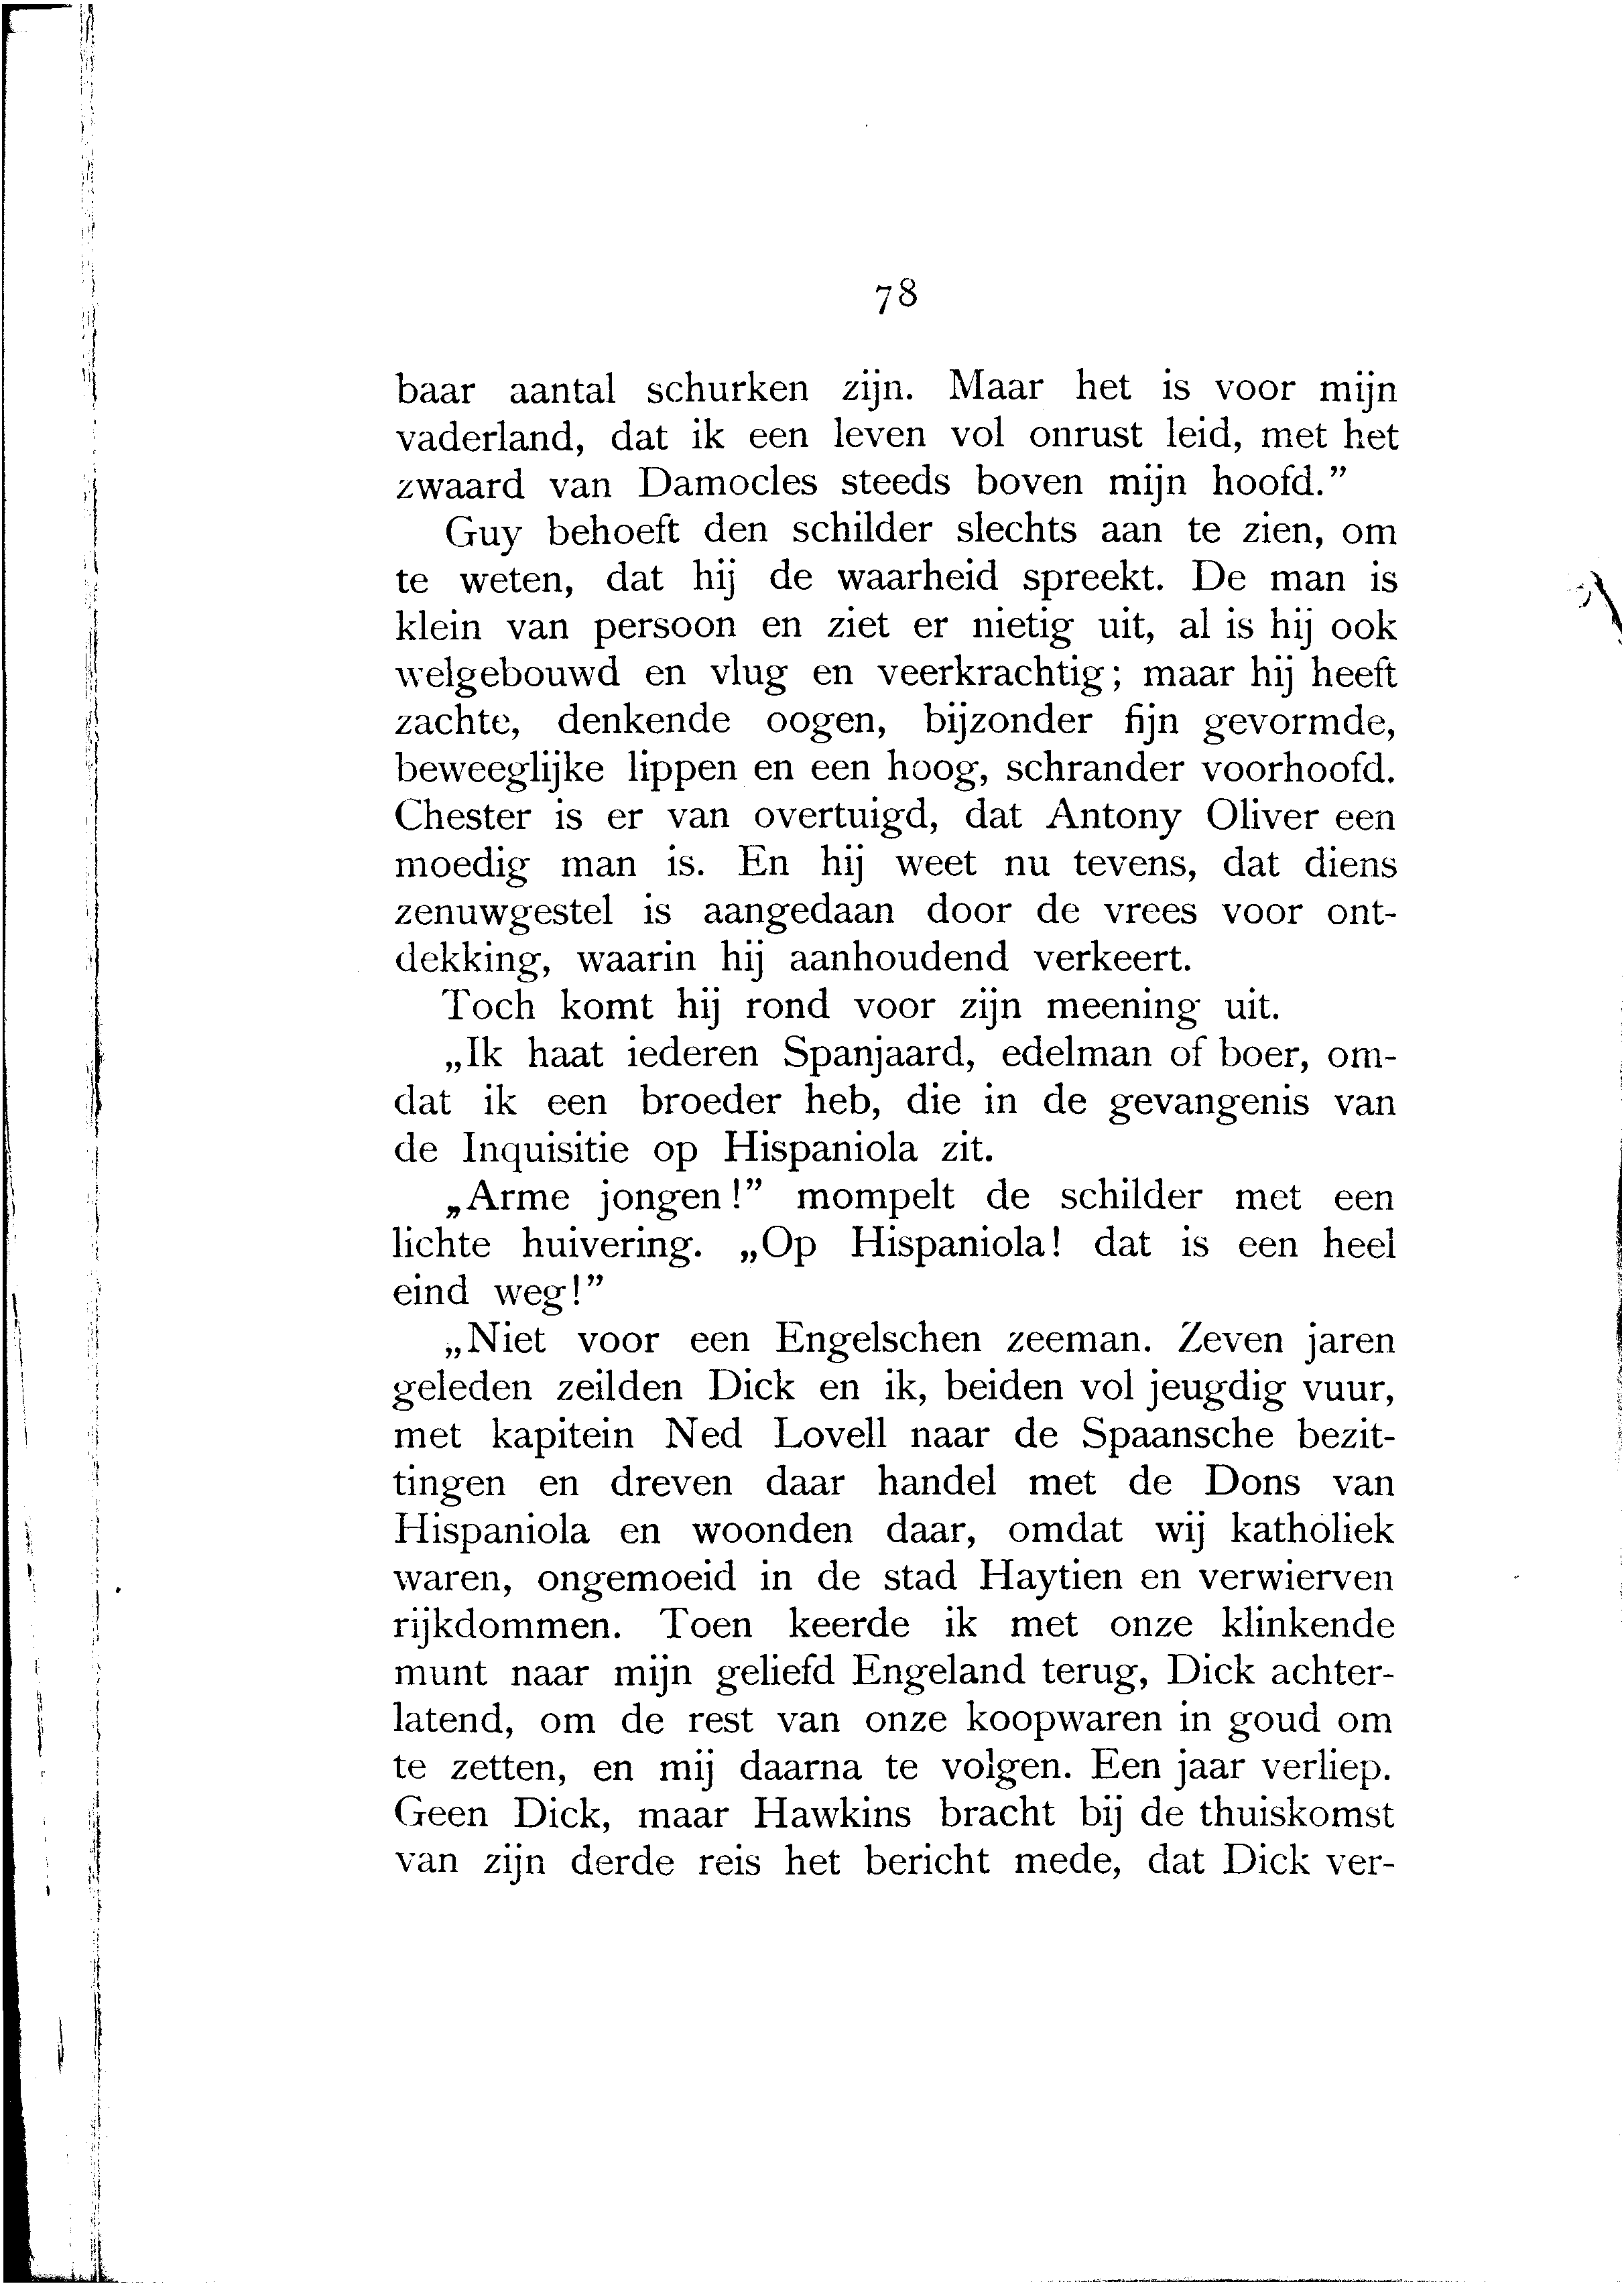 78
baar aantal schurken zijn. Maar het is voor mijn
vaderland, dat ik een leven vol onrust leid, met het
zwaard van Damocles steeds boven mijn hoofd.”
Guy behoeft den schilder slechts aan te zien, om
te weten, dat hij de waarheid spreekt. De man is
klein van persoon en ziet er nietig uit, al is hij ook
welgebouwd en vlug en veerkrachtig; maar hij heeft
zachte, denkende oogen, bijzonder fijn gevormde,
beweeglijke lippen en een hoog, schrander voorhoofd.
Chester is er van overtuigd, dat Antony Oliver een
moedig man is. En hij weet nu tevens, dat diens
zenuwgestel is aangedaan door de vrees voor ont-
dekking, waarin hij aanhoudend verkeert.
Toch komt hij rond voor zijn meening uit.
„Ik haat iederen Spanjaard, edelman of boer, om-
dat ik een broeder heb, die in de gevangenis van
de Inquisitie op Hispaniola zit.
„Arme jongen!” mompelt de schilder met een
lichte huivering. „Op Hispaniola! dat is een heel
eind weg!”
„Niet voor een Engelschen zeeman. Zeven jaren
geleden zeilden Dick en ik, beiden vol jeugdig vuur,
met kapitein Ned Lovell naar de Spaansche bezit-
tingen en dreven daar handel met de Dons van
Hispaniola en woonden daar, omdat wij katholiek
waren, ongemoeid in de stad Haytien en verwierven
rijkdommen. Toen keerde ik met onze klinkende
munt naar mijn geliefd Engeland terug, Dick achter-
latend, om de rest van onze koopwaren in goud om
te zetten, en mij daarna te volgen. Een jaar verliep.
Geen Dick, maar Hawkins bracht bij de thuiskomst
van zijn derde reis het bericht mede, dat Dick ver-